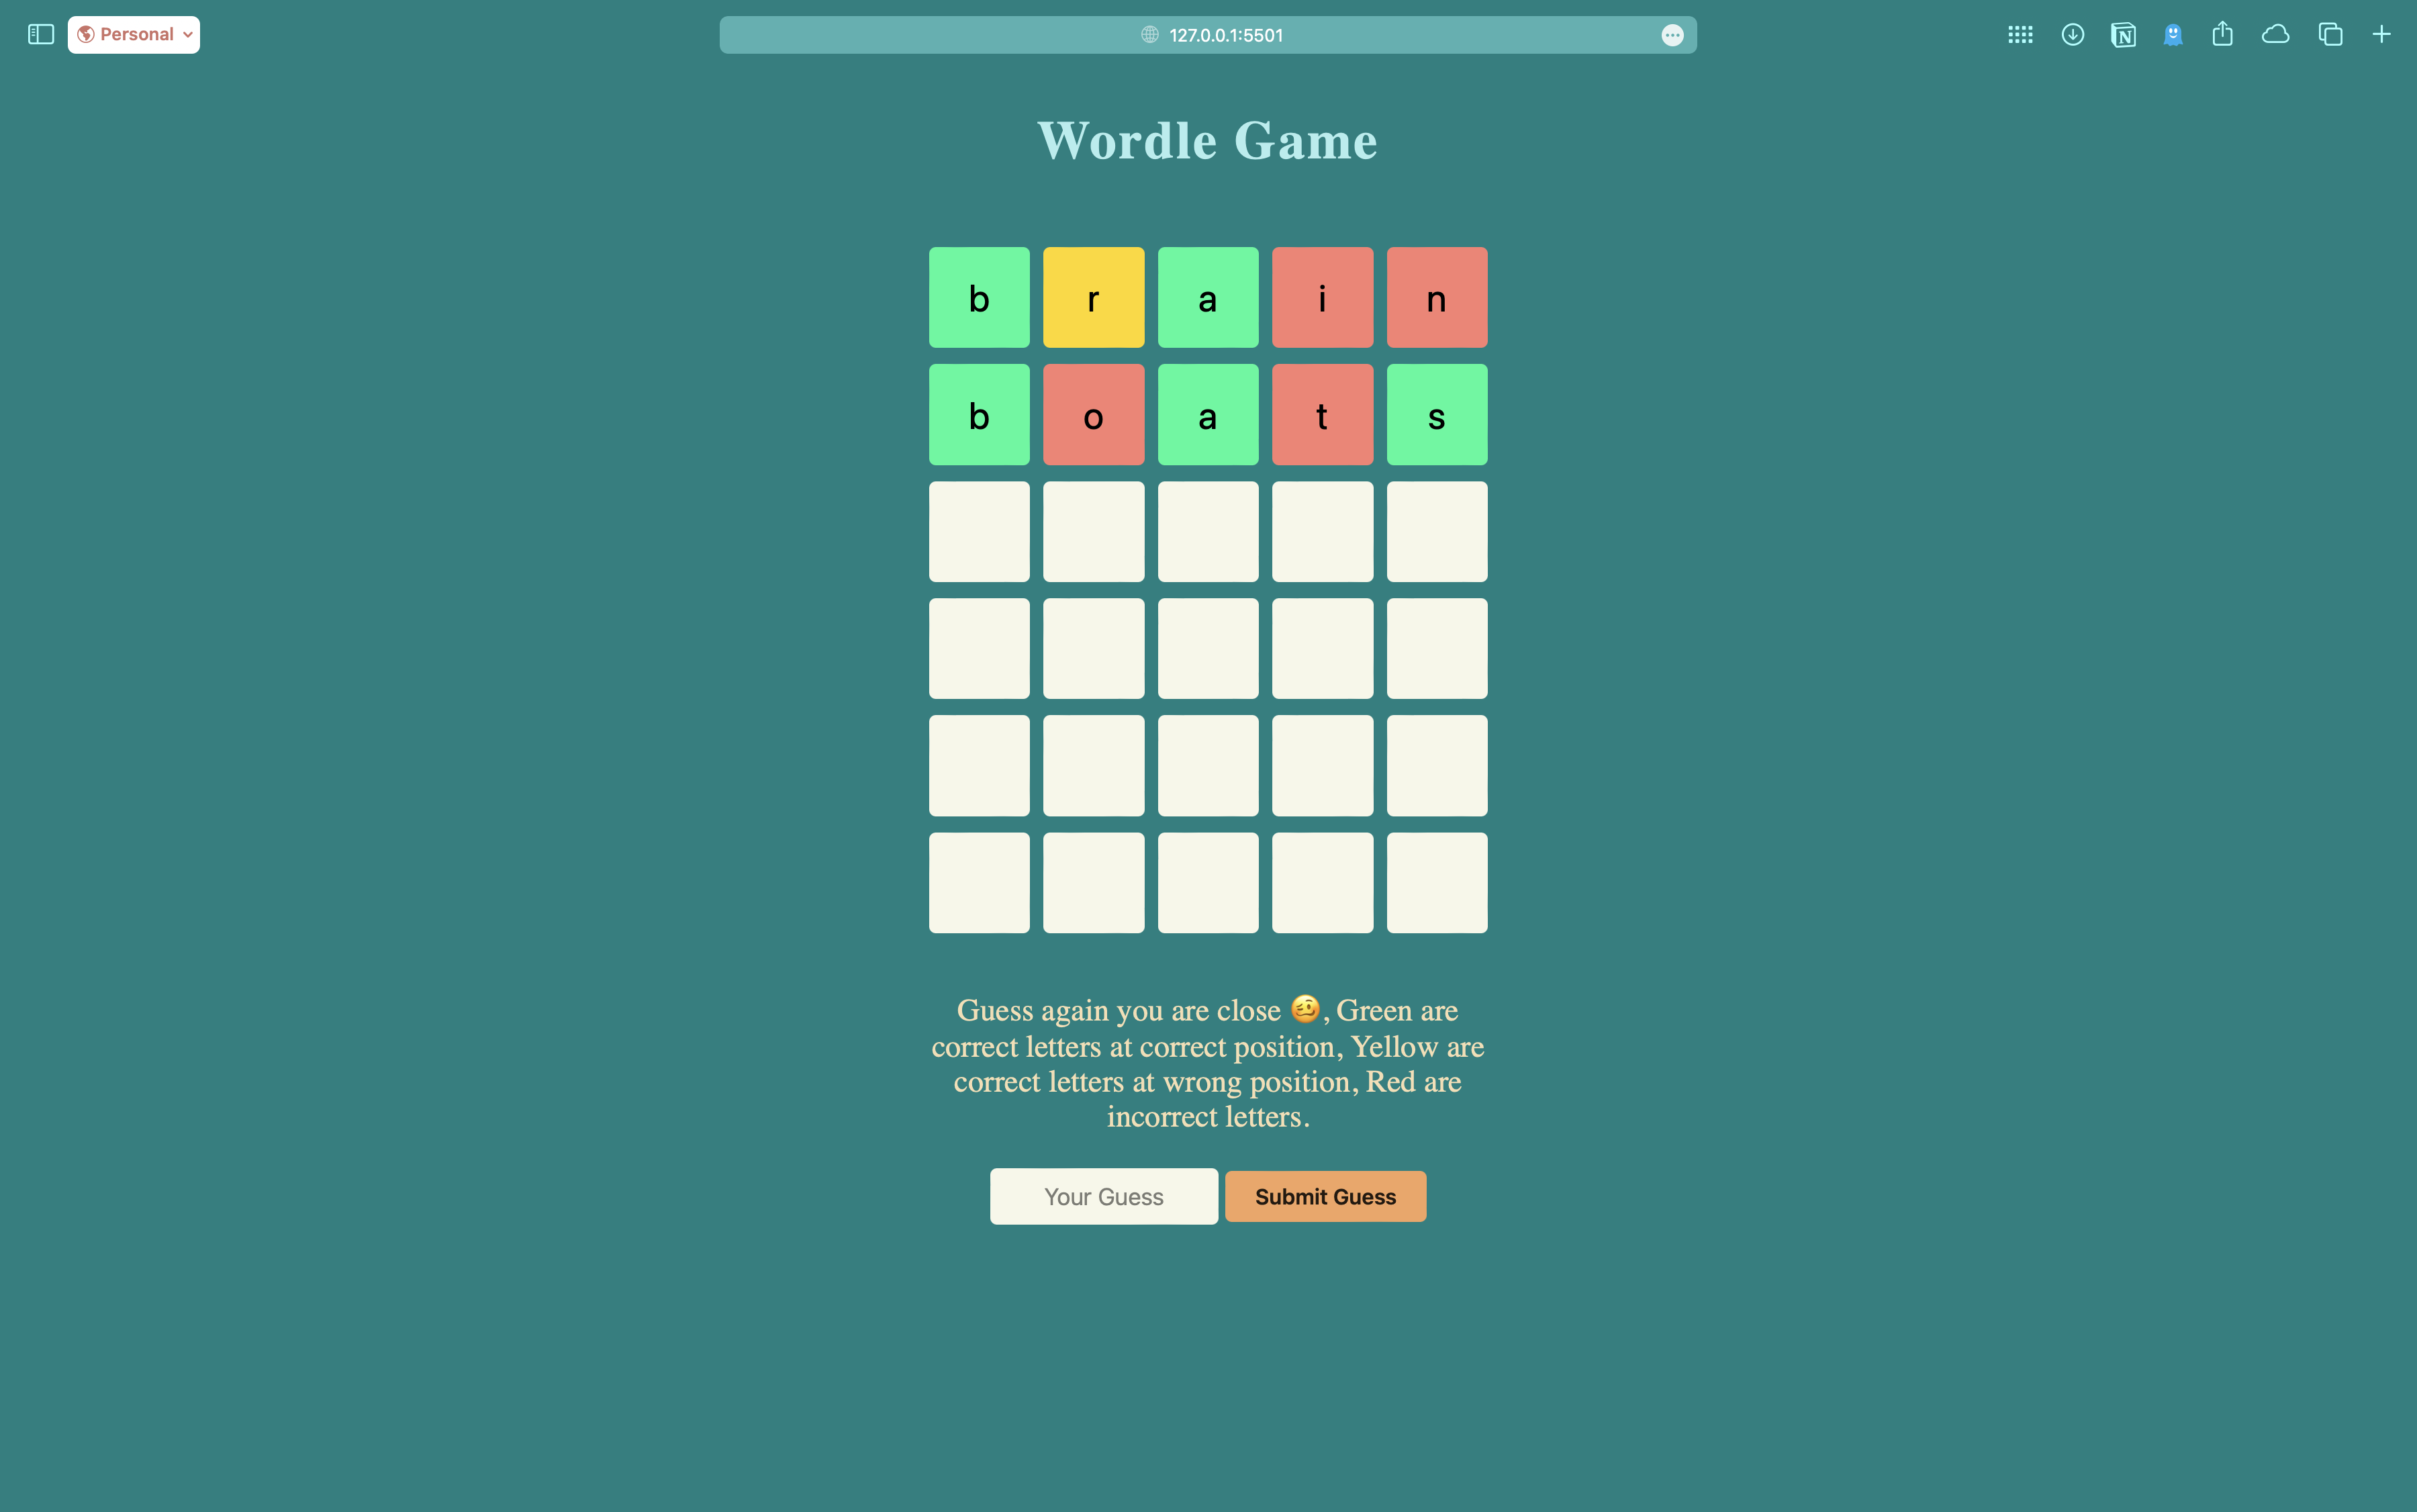 Personal
127.0.0.1:5501
N
Wordle Game
b r a i n
b o a t s
Guess again you are close 🥴, Green are
correct letters at correct position, Yellow are
correct letters at wrong position, Red are
incorrect letters.
Your Guess Submit Guess